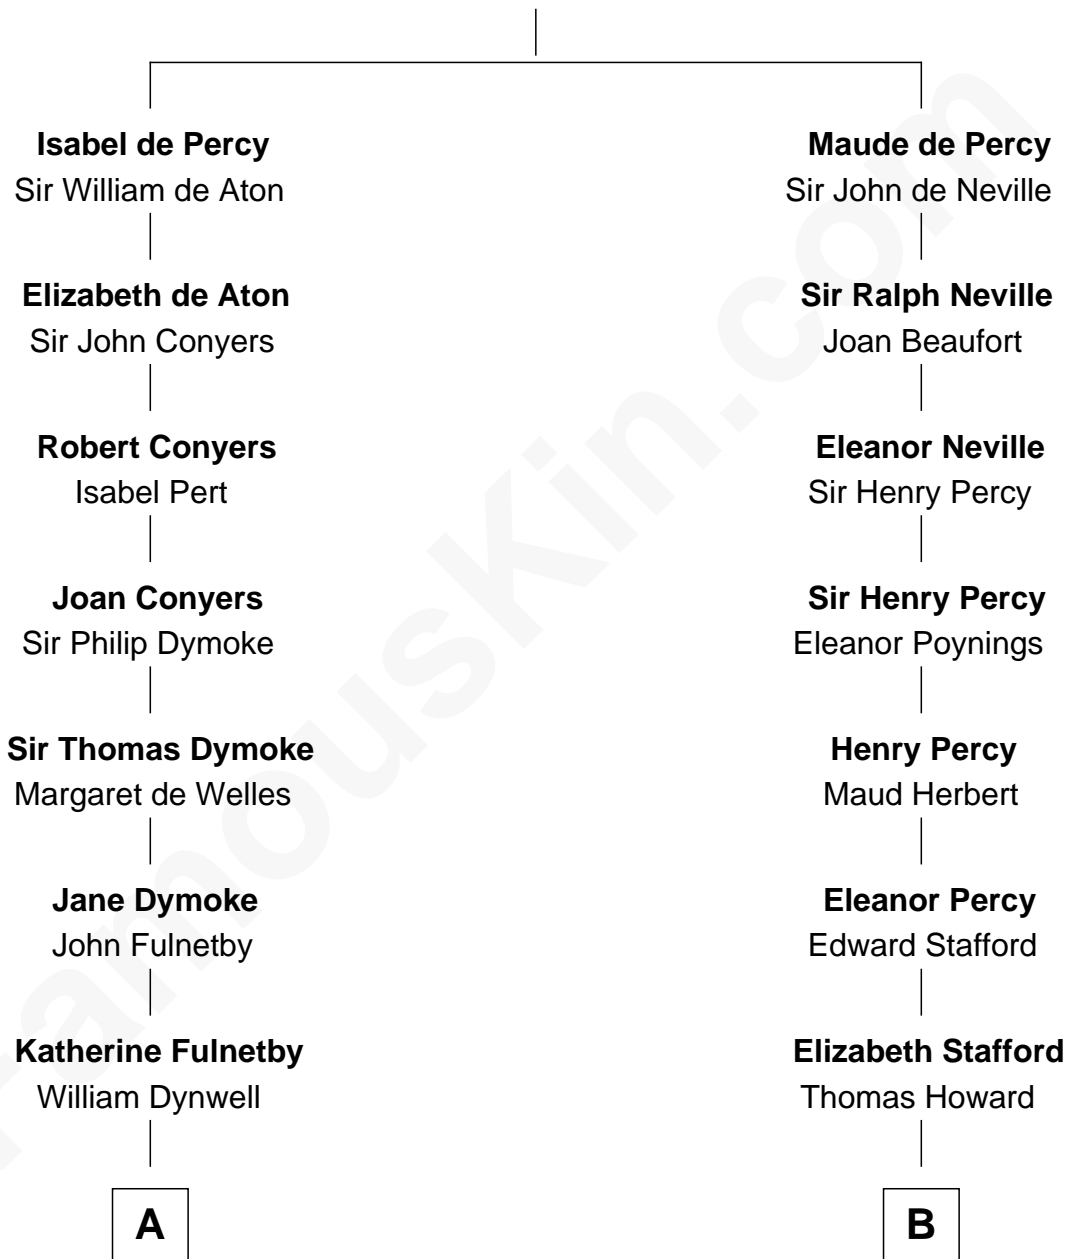 Isabel de Percy
Sir William de Aton
Elizabeth de Aton
Sir John Conyers
Robert Conyers
Isabel Pert
Joan Conyers
Sir Philip Dymoke
Sir Thomas Dymoke
Margaret de Welles
Jane Dymoke
John Fulnetby
Katherine Fulnetby
William Dynwell
A
Maude de Percy
Sir John de Neville
Sir Ralph Neville
Joan Beaufort
Eleanor Neville
Sir Henry Percy
Sir Henry Percy
Eleanor Poynings
Henry Percy
Maud Herbert
Eleanor Percy
Edward Stafford
Elizabeth Stafford
Thomas Howard
B
FamousKin.com